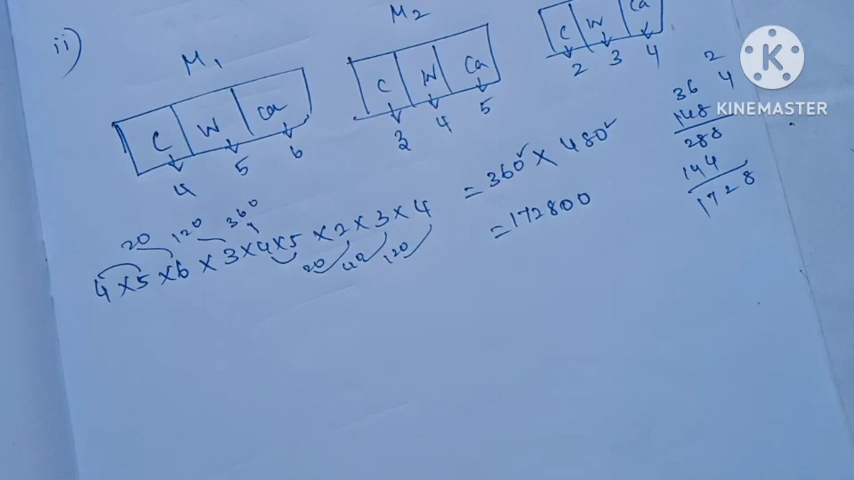 ii)
M1
C W Ca
4 5 6
M2
C W Ca
3 4 5
C W Ca
2 3 4
20 120 360
4 × 5 × 6 × 3 × 4 × 5 × 2 × 3 × 4
20 120
= 360 × 480
= 172800
2
36 4
148
288
144
1728
K
KINEMASTER